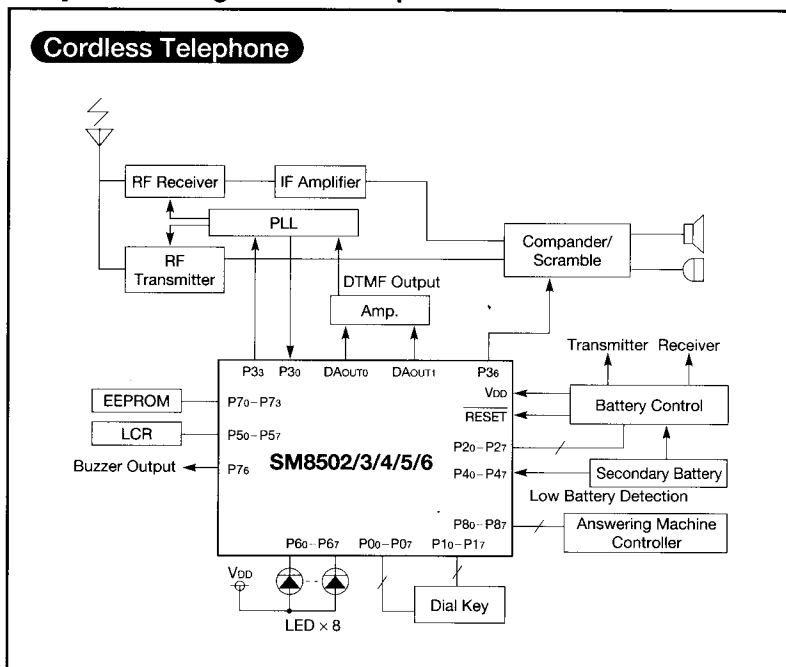 Cordless Telephone
RF Receiver
IF Amplifier
PLL
RF
Transmitter
Compander/
Scramble
DTMF Output
Amp.
Transmitter Receiver
P33 P30 DAOUT0 DAOUT1 P36
VDD
RESET
Battery Control
EEPROM
P70-P73
LCR
P50-P57
P20-P27
Buzzer Output
P76
SM8502/3/4/5/6
P40-P47
Secondary Battery
Low Battery Detection
P80-P87
Answering Machine
Controller
P60-P67 P00-P07 P10-P17
VDD
Dial Key
LED × 8